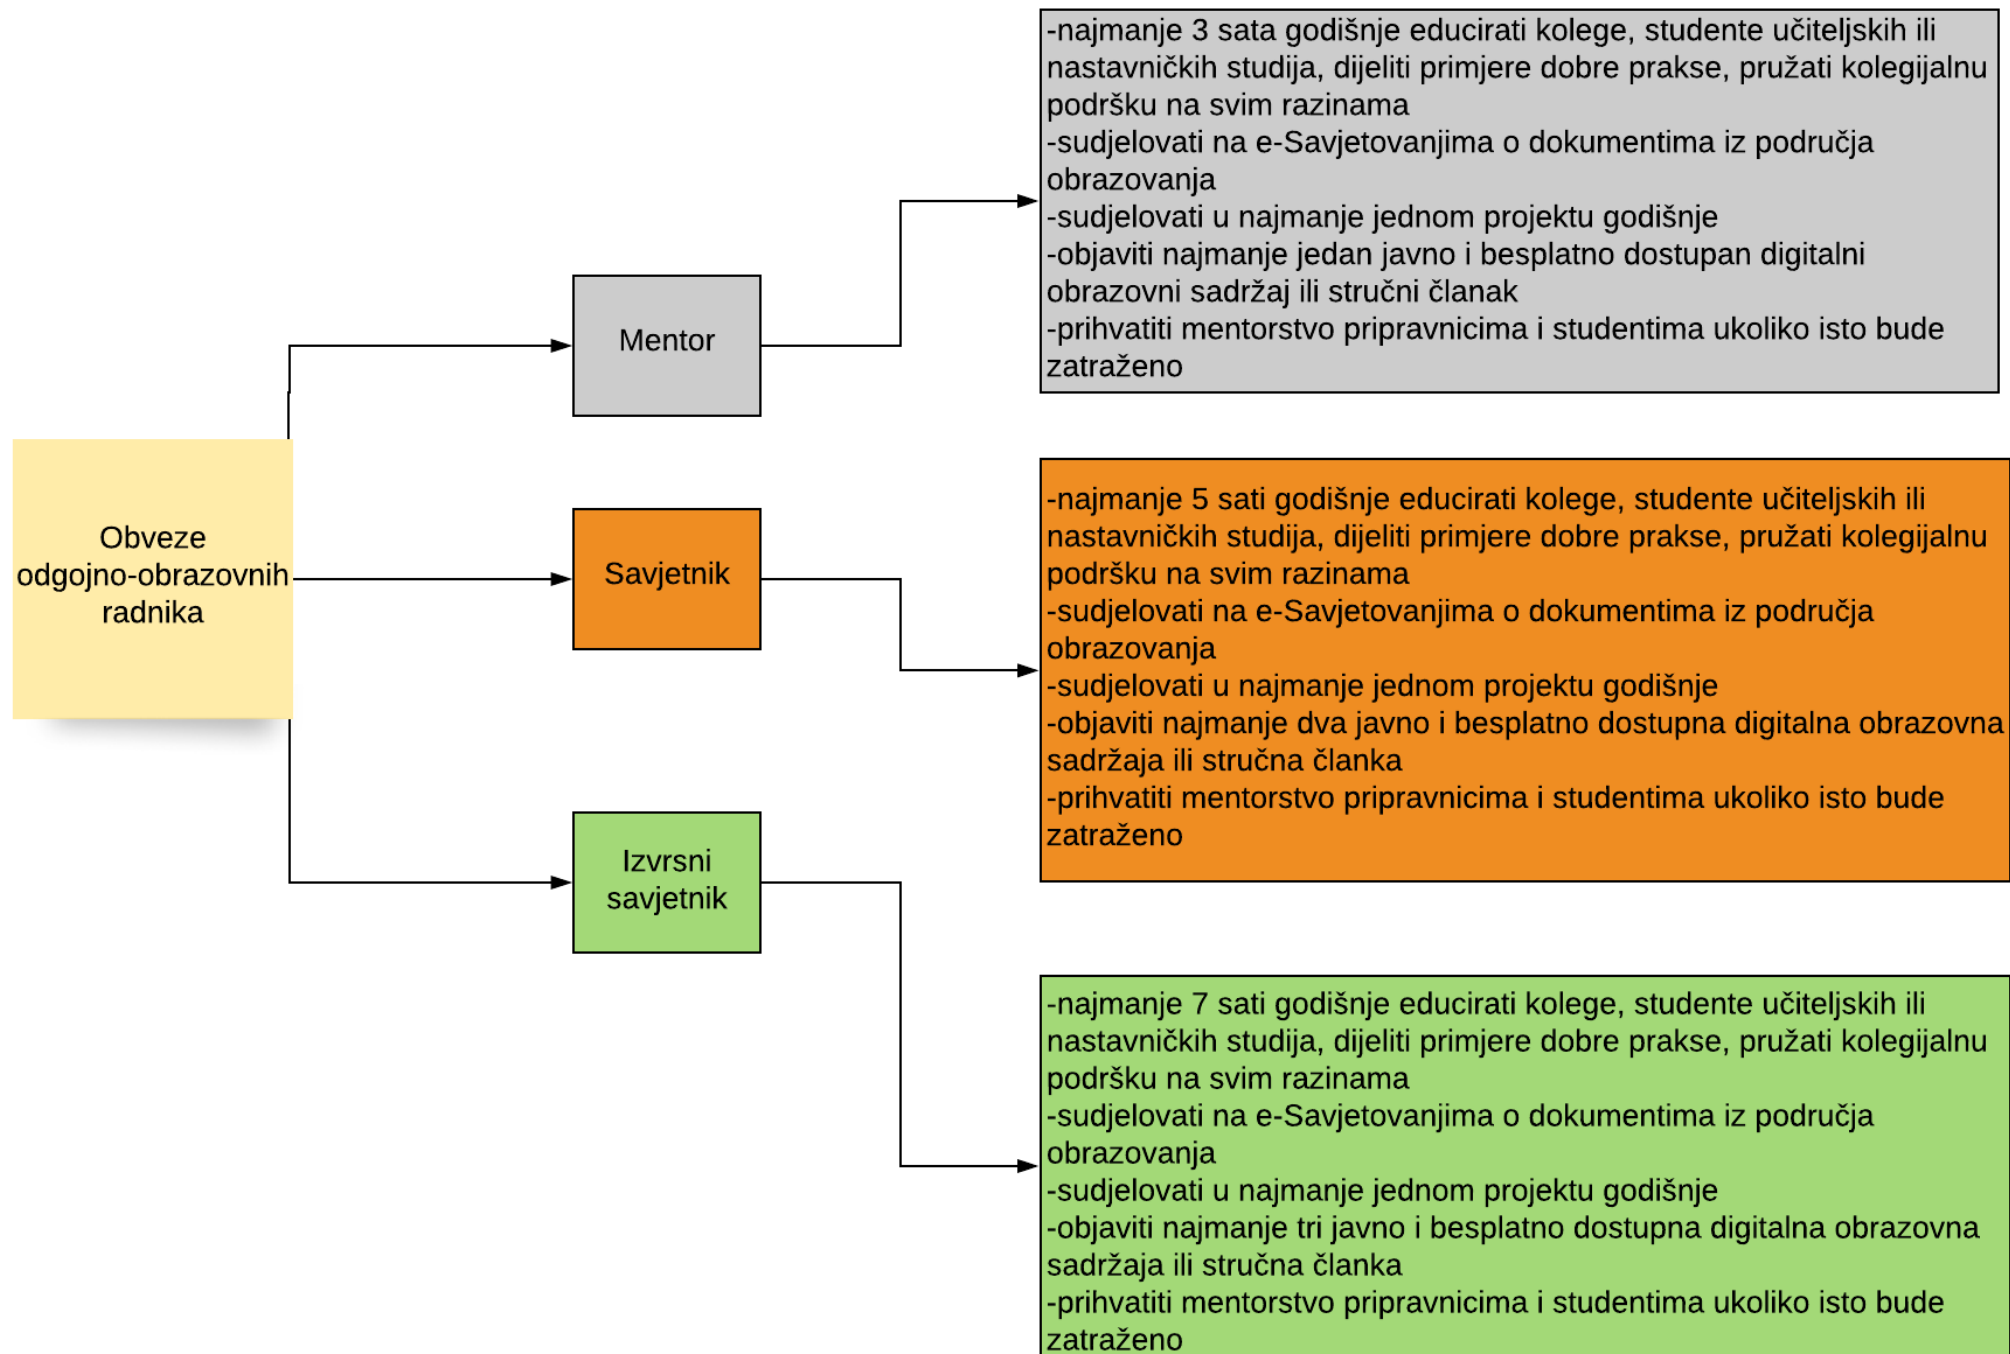 Obveze
odgojno-obrazovnih
radnika
Mentor
-najmanje 3 sata godišnje educirati kolege, studente učiteljskih ili
nastavničkih studija, dijeliti primjere dobre prakse, pružati kolegijalnu
podršku na svim razinama
-sudjelovati na e-Savjetovanjima o dokumentima iz područja
obrazovanja
-sudjelovati u najmanje jednom projektu godišnje
-objaviti najmanje jedan javno i besplatno dostupan digitalni
obrazovni sadržaj ili stručni članak
-prihvatiti mentorstvo pripravnicima i studentima ukoliko isto bude
zatraženo
Savjetnik
-najmanje 5 sati godišnje educirati kolege, studente učiteljskih ili
nastavničkih studija, dijeliti primjere dobre prakse, pružati kolegijalnu
podršku na svim razinama
-sudjelovati na e-Savjetovanjima o dokumentima iz područja
obrazovanja
-sudjelovati u najmanje jednom projektu godišnje
-objaviti najmanje dva javno i besplatno dostupna digitalna obrazovna
sadržaja ili stručna članka
-prihvatiti mentorstvo pripravnicima i studentima ukoliko isto bude
zatraženo
Izvrsni
savjetnik
-najmanje 7 sati godišnje educirati kolege, studente učiteljskih ili
nastavničkih studija, dijeliti primjere dobre prakse, pružati kolegijalnu
podršku na svim razinama
-sudjelovati na e-Savjetovanjima o dokumentima iz područja
obrazovanja
-sudjelovati u najmanje jednom projektu godišnje
-objaviti najmanje tri javno i besplatno dostupna digitalna obrazovna
sadržaja ili stručna članka
-prihvatiti mentorstvo pripravnicima i studentima ukoliko isto bude
zatraženo